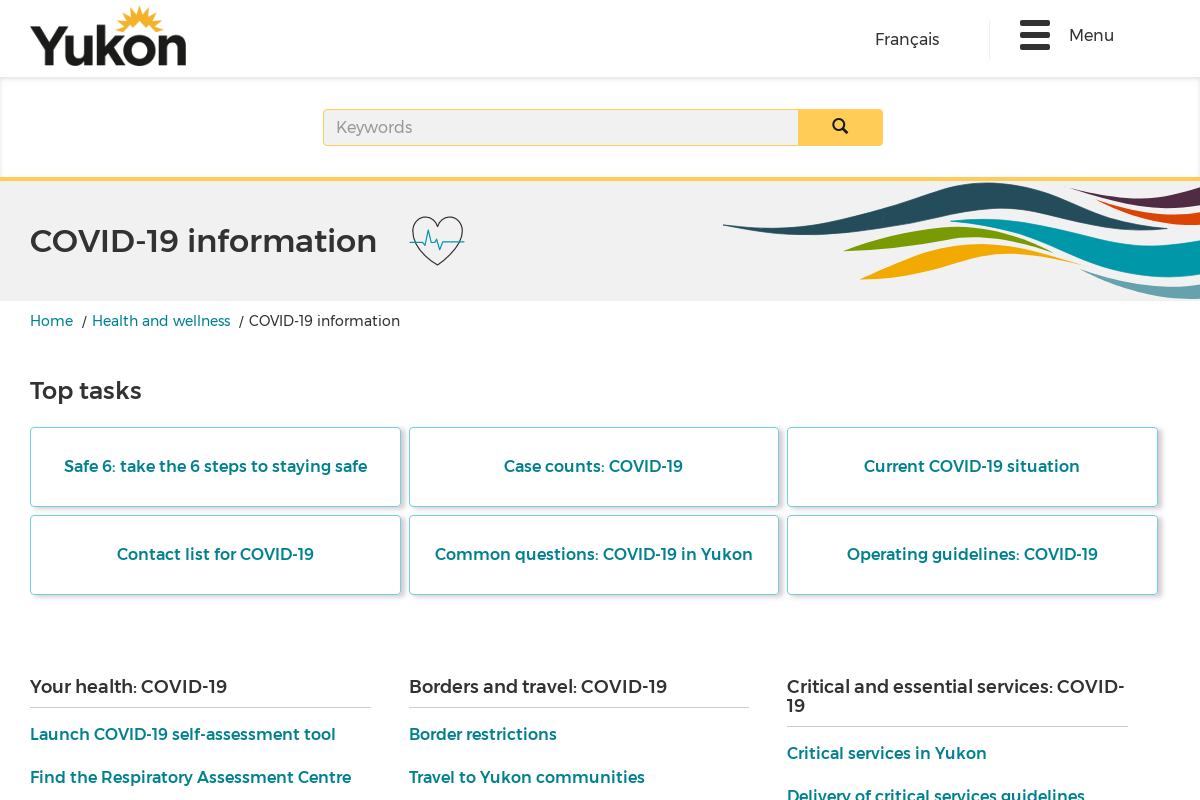 Yukon
Français
Menu
Keywords
COVID-19 information
Home / Health and wellness / COVID-19 information
Top tasks
Safe 6: take the 6 steps to staying safe
Case counts: COVID-19
Current COVID-19 situation
Contact list for COVID-19
Common questions: COVID-19 in Yukon
Operating guidelines: COVID-19
Your health: COVID-19
Launch COVID-19 self-assessment tool
Find the Respiratory Assessment Centre
Borders and travel: COVID-19
Border restrictions
Travel to Yukon communities
Critical and essential services: COVID-
19
Critical services in Yukon
Delivery of critical services guidelines